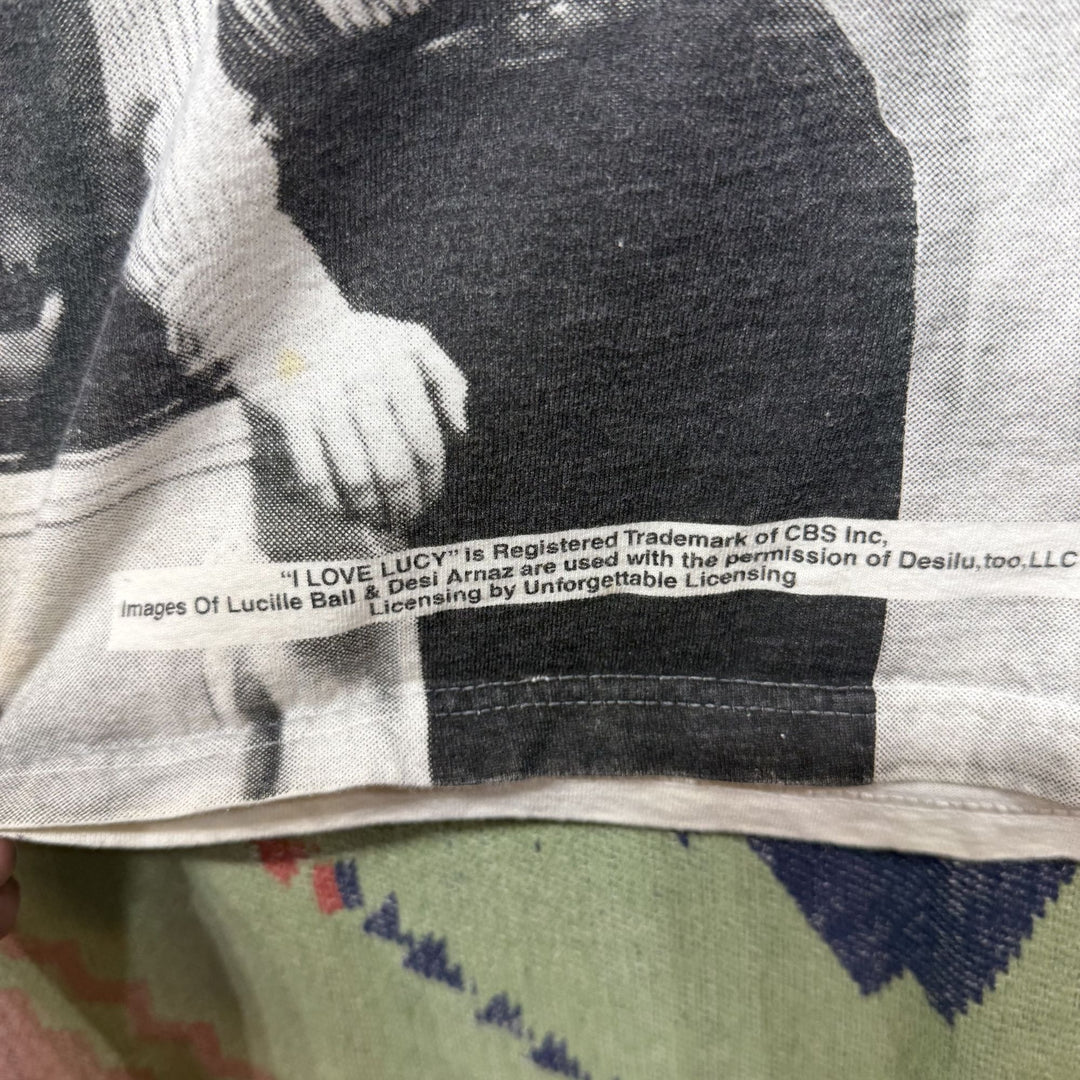 "I LOVE LUCY" is Registered Trademark of CBS Inc,
Images Of Lucille Ball & Desi Arnaz are used with the permission of Desilu,too,LLC
Licensing by Unforgettable Licensing